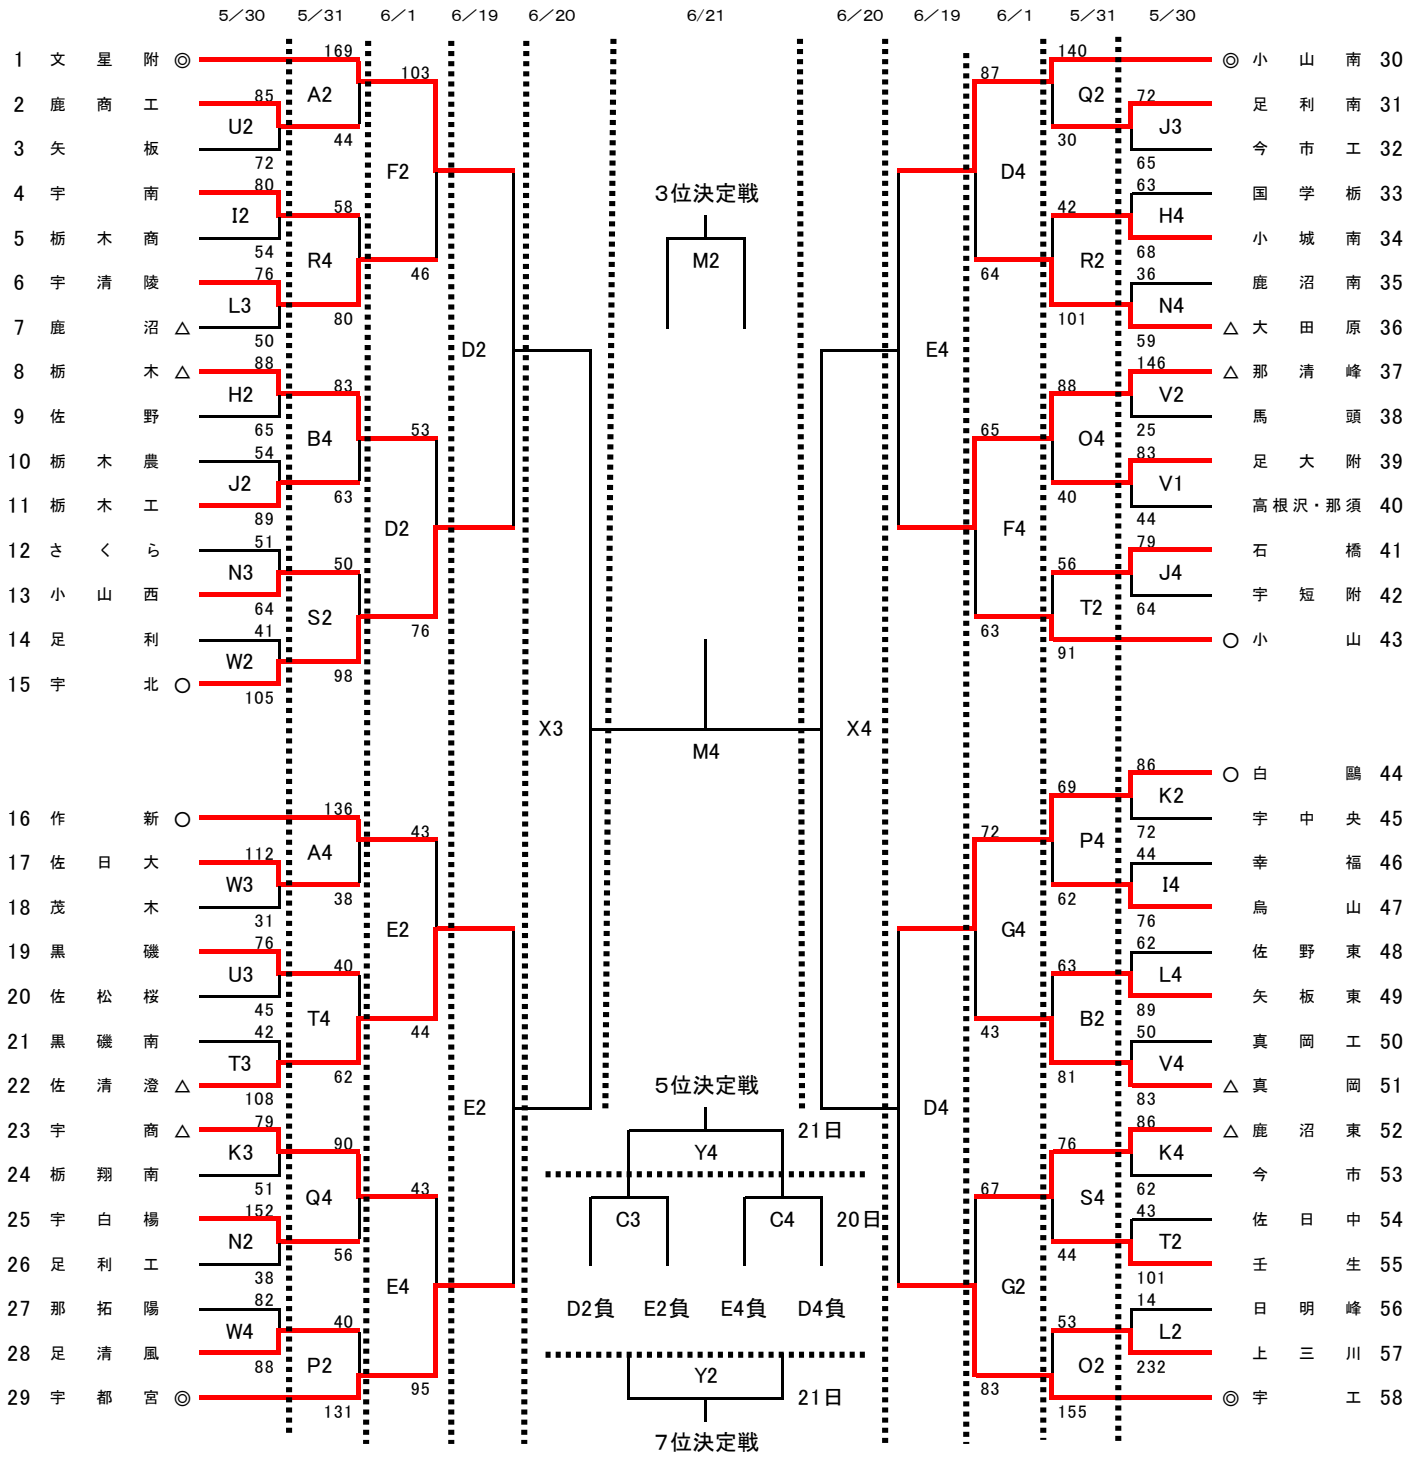 5/30 5/31 6/1 6/19 6/20 6/21 6/20 6/19 6/1 5/31 5/30
1 文星附 ◎ 169 103 87 140 ◎ 小山南 30
2 鹿商工 85 A2 Q2 72 足利南 31
U2 44 30 J3
3 矢板 72 F2 D4 65 今市工 32
4 宇南 80 3位決定戦 63 国学栃 33
I2 58 42 H4
5 栃木商 54 R4 46 M2 64 R2 68 小城南 34
6 宇清陵 76 36 鹿沼南 35
L3 80 101 N4
7 鹿沼 △ 50 D2 E4 59 △ 大田原 36
8 栃木 △ 88 83 88 146 △ 那清峰 37
H2 V2
9 佐野 65 B4 53 65 O4 25 馬頭 38
10 栃木農 54 83 足大附 39
J2 63 40 V1
11 栃木工 89 D2 F4 44 高根沢・那須 40
12 さくら 51 79 石橋 41
N3 50 56 J4
13 小山西 64 S2 76 63 T2 64 宇短附 42
14 足利 41 ○ 小山 43
W2 98 91
15 宇北 ○ 105
X3 M4 X4
86 ○ 白鷗 44
16 作新 ○ 136 43 72 69 K2
72 宇中央 45
17 佐日大 112 A4 P4 44 幸福 46
W3 38 62 I4
18 茂木 31 E2 G4 76 烏山 47
19 黒磯 76 62 佐野東 48
U3 40 63 L4
20 佐松桜 45 T4 44 43 B2 89 矢板東 49
21 黒磯南 42 50 真岡工 50
T3 62 81 V4
22 佐清澄 △ 108 E2 5位決定戦 D4 83 △ 真岡 51
23 宇商 △ 79 21日 86 △ 鹿沼東 52
K3 90 Y4 76 K4
24 栃翔南 51 Q4 43 67 S4 62 今市 53
25 宇白楊 152 C3 C4 20日 43 佐日中 54
N2 56 44 T2
26 足利工 38 E4 G2 101 壬生 55
27 那拓陽 82 D2負 E2負 E4負 D4負 14 日明峰 56
W4 40 53 L2
28 足清風 88 P2 95 Y2 83 O2 232 上三川 57
29 宇都宮 ◎ 131 21日 155 ◎ 宇工 58
7位決定戦